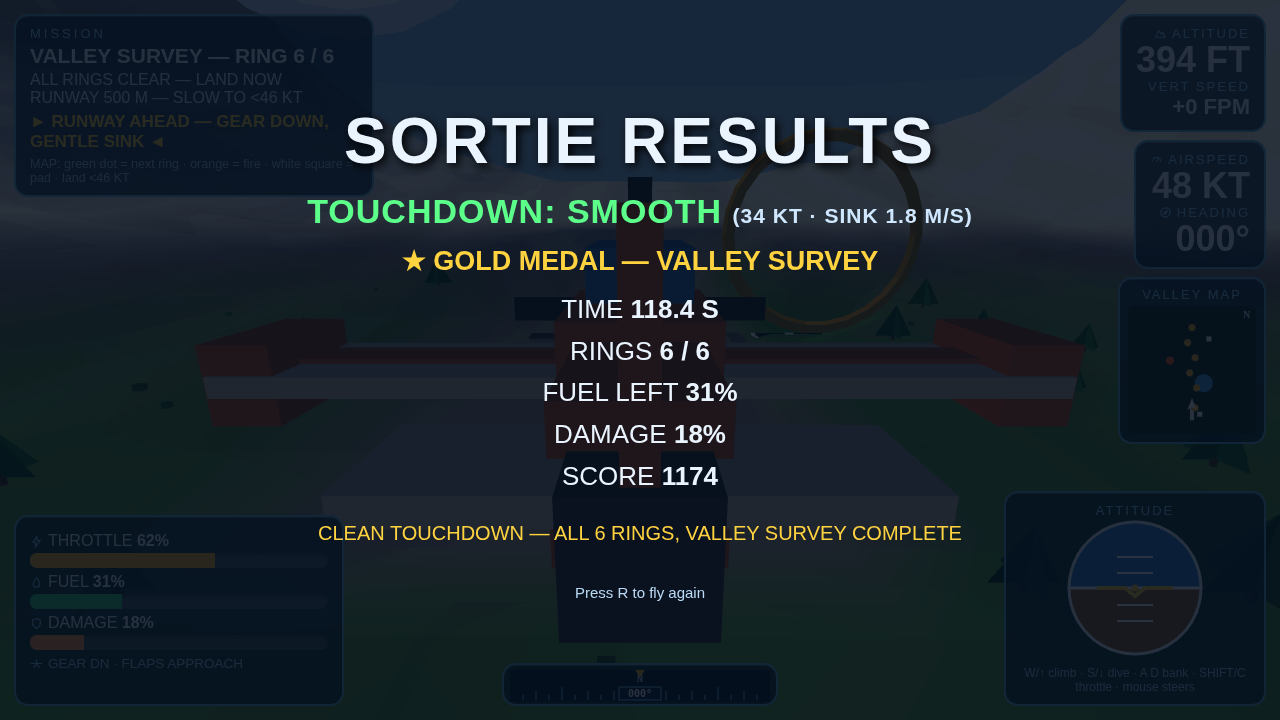 MISSION
VALLEY SURVEY — RING 6 / 6
ALL RINGS CLEAR — LAND NOW
RUNWAY 500 M — SLOW TO <46 KT
► RUNWAY AHEAD — GEAR DOWN,
GENTLE SINK ◄
MAP: green dot = next ring · orange = fire · white square =
pad · land <46 KT
ALTITUDE
394 FT
VERT SPEED
+0 FPM
AIRSPEED
48 KT
HEADING
000°
VALLEY MAP
N
SORTIE RESULTS
TOUCHDOWN: SMOOTH (34 KT · SINK 1.8 M/S)
★ GOLD MEDAL — VALLEY SURVEY
TIME 118.4 S
RINGS 6 / 6
FUEL LEFT 31%
DAMAGE 18%
SCORE 1174
CLEAN TOUCHDOWN — ALL 6 RINGS, VALLEY SURVEY COMPLETE
Press R to fly again
THROTTLE 62%
FUEL 31%
DAMAGE 18%
GEAR DN · FLAPS APPROACH
N
000°
ATTITUDE
W/↑ climb · S/↓ dive · A D bank · SHIFT/C
throttle · mouse steers